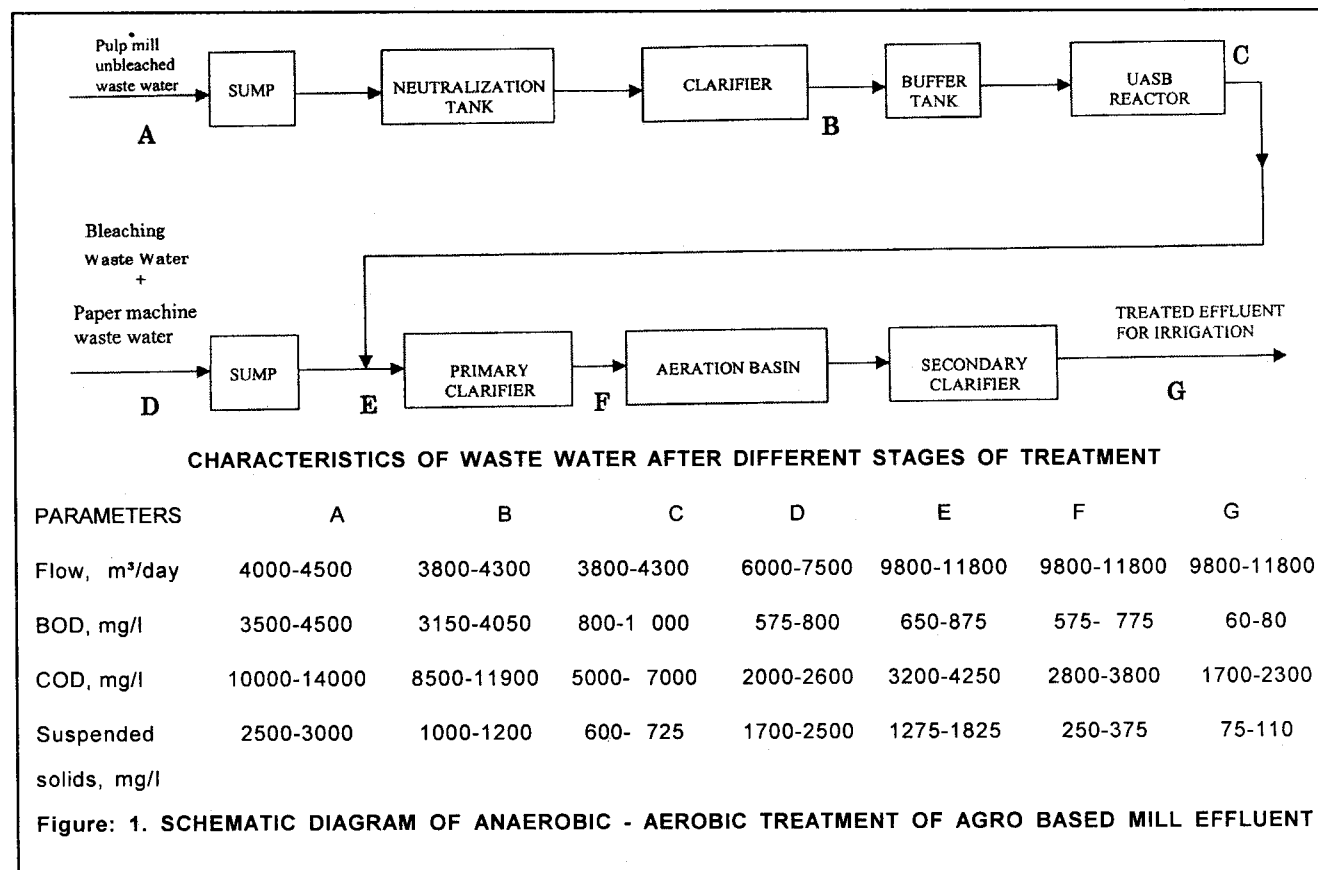 Pulp mill
unbleached
waste water
SUMP
NEUTRALIZATION
TANK
CLARIFIER
BUFFER
TANK
UASB
REACTOR
C
A
B
Bleaching
Waste Water
+
Paper machine
waste water
SUMP
PRIMARY
CLARIFIER
AERATION BASIN
SECONDARY
CLARIFIER
TREATED EFFLUENT
FOR IRRIGATION
D
E
F
G
CHARACTERISTICS OF WASTE WATER AFTER DIFFERENT STAGES OF TREATMENT
PARAMETERS A B C D E F G
Flow, m³/day 4000-4500 3800-4300 3800-4300 6000-7500 9800-11800 9800-11800 9800-11800
BOD, mg/l 3500-4500 3150-4050 800-1 000 575-800 650-875 575- 775 60-80
COD, mg/l 10000-14000 8500-11900 5000- 7000 2000-2600 3200-4250 2800-3800 1700-2300
Suspended 2500-3000 1000-1200 600- 725 1700-2500 1275-1825 250-375 75-110
solids, mg/l
Figure: 1. SCHEMATIC DIAGRAM OF ANAEROBIC - AEROBIC TREATMENT OF AGRO BASED MILL EFFLUENT